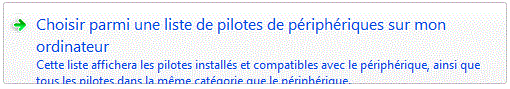 Choisir parmi une liste de pilotes de périphériques sur mon
ordinateur
Cette liste affichera les pilotes installés et compatibles avec le périphérique, ainsi que
tous les pilotes dans la même catégorie que le périphérique.